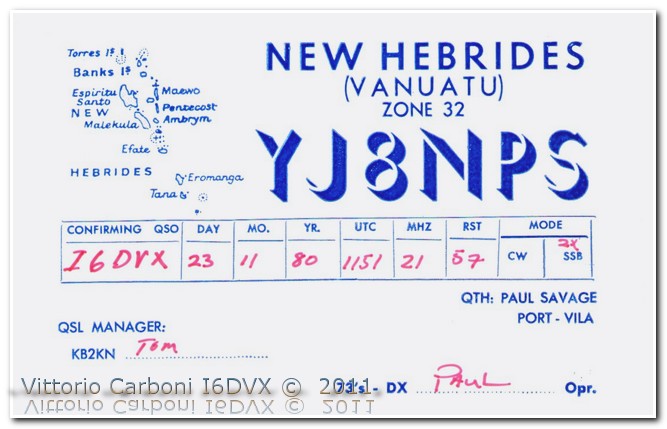 NEW HEBRIDES
(VANUATU)
ZONE 32
YJ8NPS
Torres Is
Banks Is
Espiritu Santo
Maewo
NEW
Pentecost
Malekula
Ambrym
Efate
HEBRIDES
Eromanga
Tana
CONFIRMING QSO DAY MO. YR. UTC MHZ RST MODE
I6DVX 23 11 80 1151 21 57 CW 2X SSB
QTH: PAUL SAVAGE
PORT - VILA
QSL MANAGER:
KB2KN Tom
73's - DX PAUL Opr.
Vittorio Carboni I6DVX © 2011.